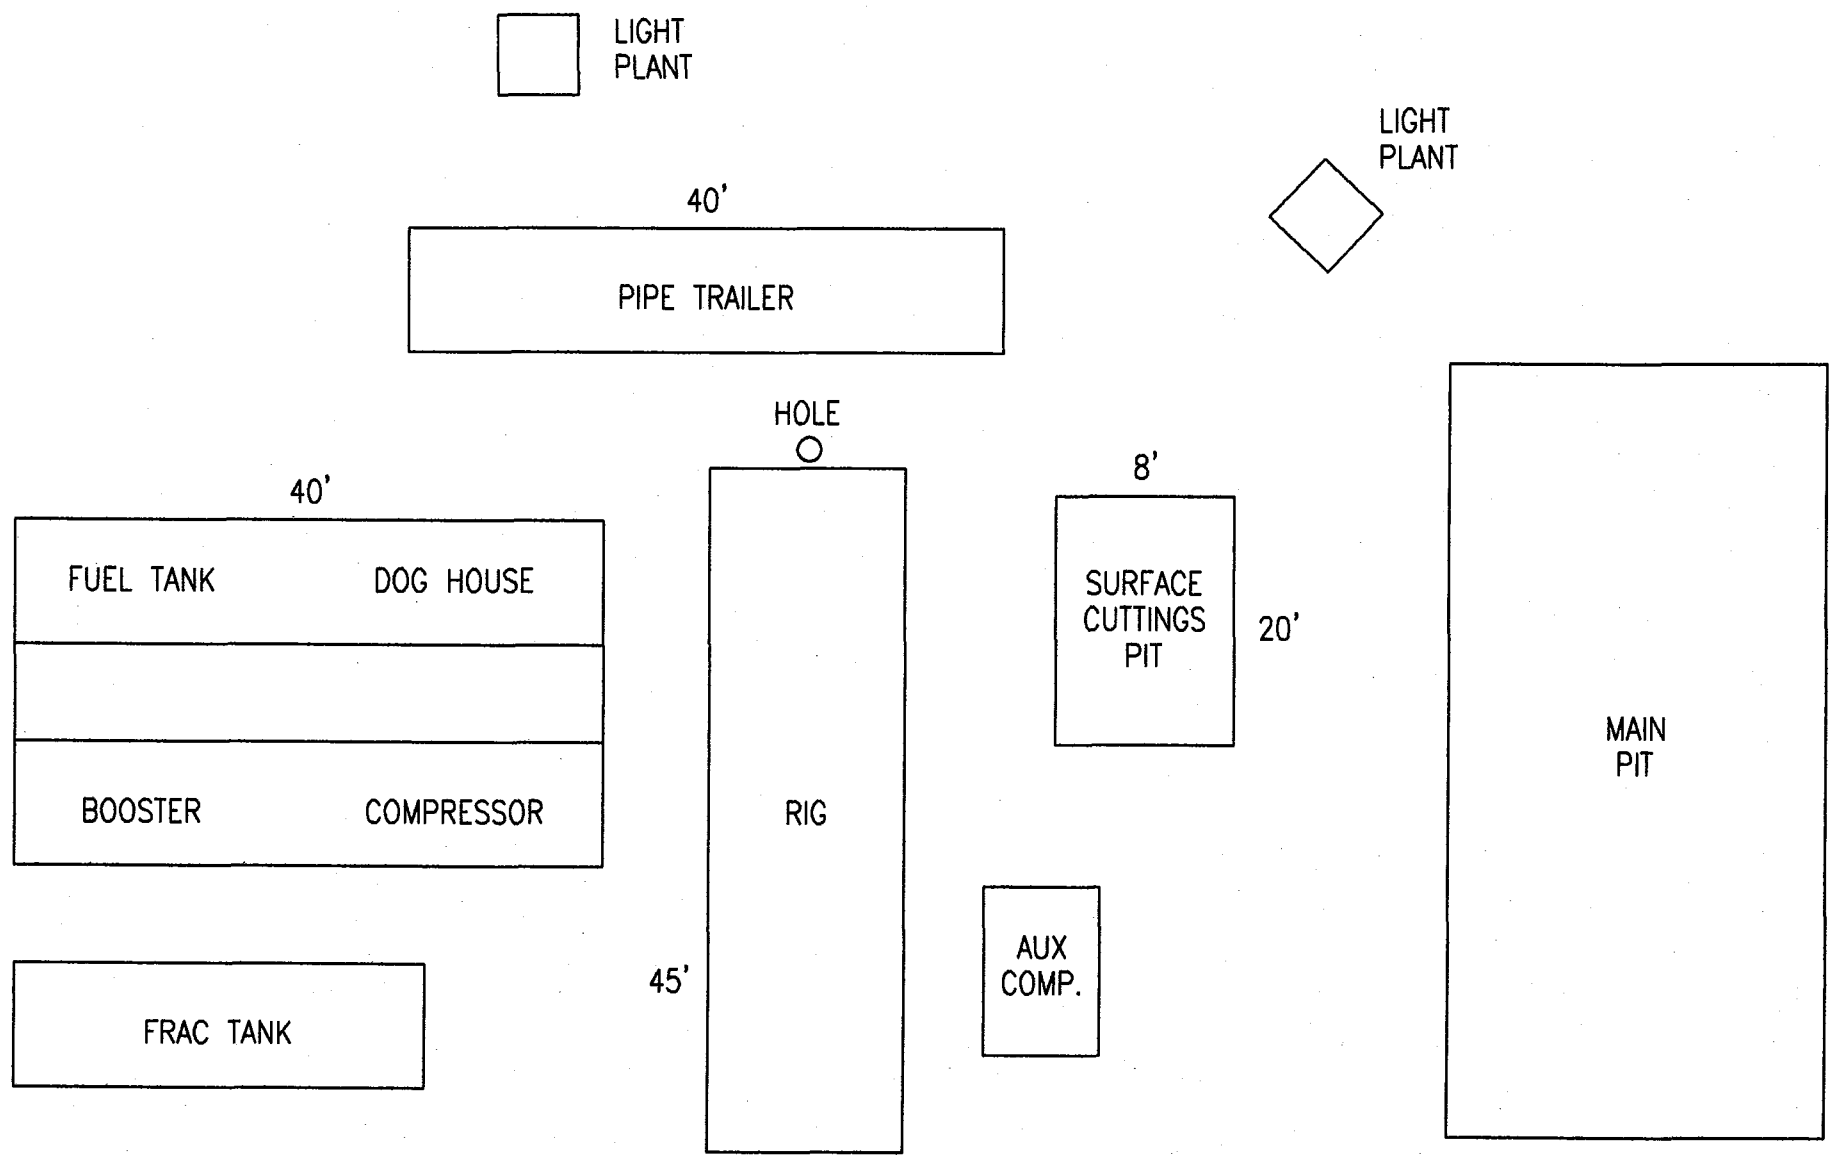 LIGHT
PLANT
LIGHT
PLANT
40'
PIPE TRAILER
HOLE
8'
40'
FUEL TANK
DOG HOUSE
SURFACE
CUTTINGS
PIT
20'
MAIN
PIT
BOOSTER
COMPRESSOR
RIG
AUX
COMP.
45'
FRAC TANK